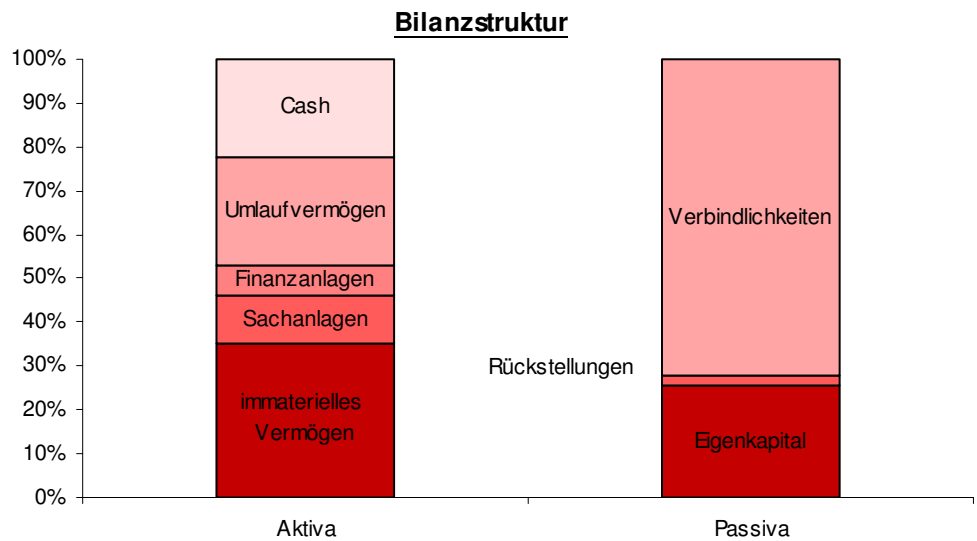 Bilanzstruktur
100%
90%
80%
70%
60%
50%
40%
30%
20%
10%
0%
Cash
Umlaufvermögen
Finanzanlagen
Sachanlagen
immaterielles
Vermögen
Verbindlichkeiten
Rückstellungen
Eigenkapital
Aktiva
Passiva